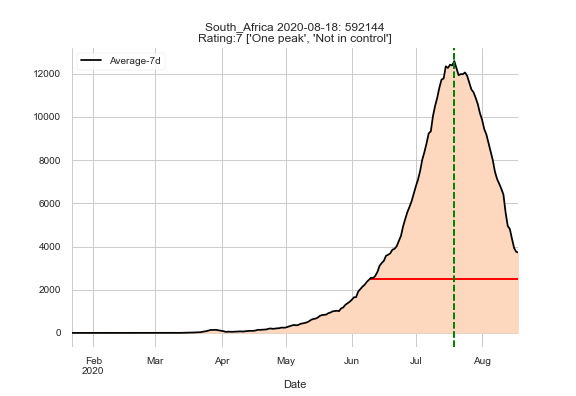 South_Africa 2020-08-18: 592144
Rating:7 ['One peak', 'Not in control']
Average-7d
12000
10000
8000
6000
4000
2000
0
Feb Mar Apr May Jun Jul Aug
2020
Date